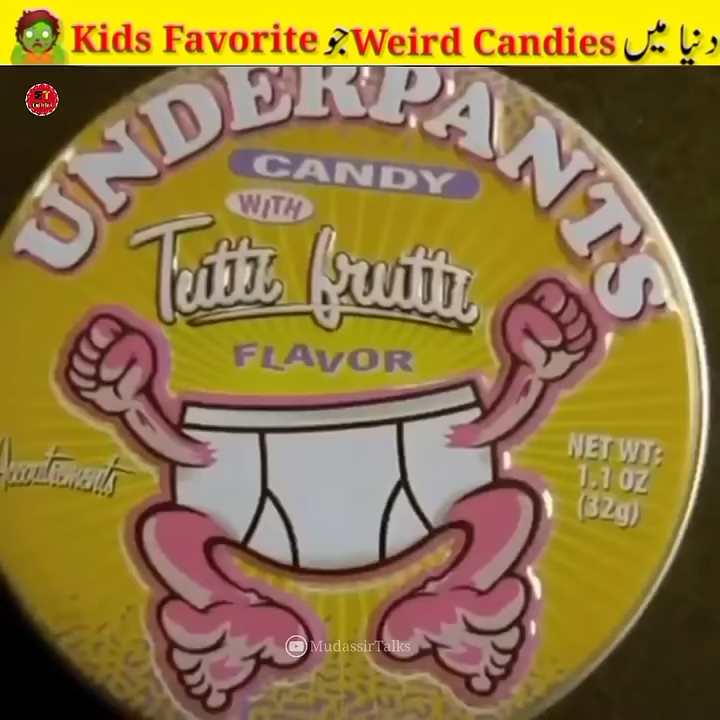 دنیا میں Weird Candies جو Kids Favorite
UNDERPANTS
CANDY
WITH
Tutti frutti
FLAVOR
Accoutrements
NET WT:
1.1 OZ
(32g)
MudassirTalks